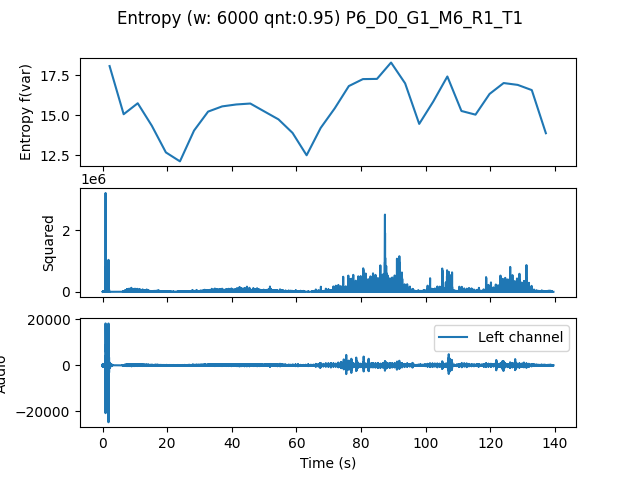 Entropy (w: 6000 qnt:0.95) P6_D0_G1_M6_R1_T1
17.5
15.0
12.5
Entropy f(var)
1e6
2
0
Squared
20000
0
−20000
Audio
Left channel
0 20 40 60 80 100 120 140
Time (s)